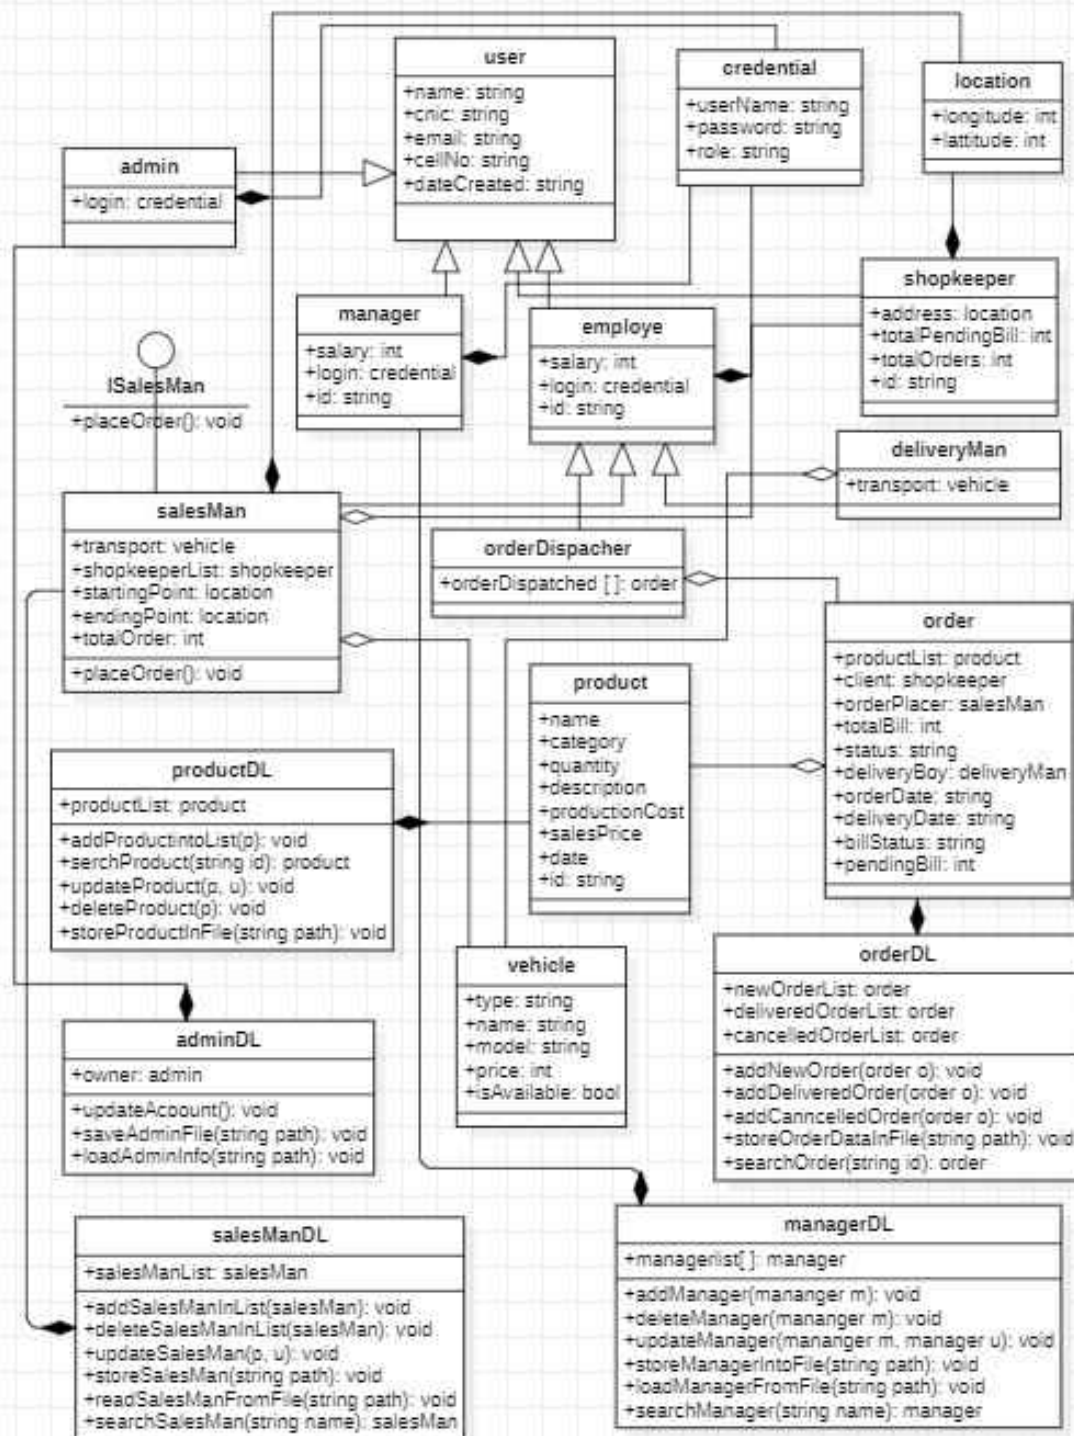 user
+name: string
+cnic: string
+email: string
+cellNo: string
+dateCreated: string
credential
+userName: string
+password: string
+role: string
location
+longitude: int
+lattitude: int
admin
+login: credential
manager
+salary: int
+login: credential
+id: string
employe
+salary: int
+login: credential
+id: string
shopkeeper
+address: location
+totalPendingBill: int
+totalOrders: int
+id: string
ISalesMan
+placeOrder(): void
deliveryMan
+transport: vehicle
salesMan
+transport: vehicle
+shopkeeperList: shopkeeper
+startingPoint: location
+endingPoint: location
+totalOrder: int
+placeOrder(): void
orderDispacher
+orderDispatched [ ]: order
order
+productList: product
+client: shopkeeper
+orderPlacer: salesMan
+totalBill: int
+status: string
+deliveryBoy: deliveryMan
+orderDate: string
+deliveryDate: string
+billStatus: string
+pendingBill: int
product
+name
+category
+quantity
+description
+productionCost
+salesPrice
+date
+id: string
productDL
+productList: product
+addProductintoList(p): void
+serchProduct(string id): product
+updateProduct(p, u): void
+deleteProduct(p): void
+storeProductInFile(string path): void
vehicle
+type: string
+name: string
+model: string
+price: int
+isAvailable: bool
orderDL
+newOrderList: order
+deliveredOrderList: order
+cancelledOrderList: order
+addNewOrder(order o): void
+addDeliveredOrder(order o): void
+addCanncelledOrder(order o): void
+storeOrderDataInFile(string path): void
+searchOrder(string id): order
adminDL
+owner: admin
+updateAcoount(): void
+saveAdminFile(string path): void
+loadAdminInfo(string path): void
salesManDL
+salesManList: salesMan
+addSalesManInList(salesMan): void
+deleteSalesManInList(salesMan): void
+updateSalesMan(p, u): void
+storeSalesMan(string path): void
+readSalesManFromFile(string path): void
+searchSalesMan(string name): salesMan
managerDL
+managerlist[ ]: manager
+addManager(mananger m): void
+deleteManager(mananger m): void
+updateManager(mananger m, manager u): void
+storeManagerIntoFile(string path): void
+loadManagerFromFile(string path): void
+searchManager(string name): manager